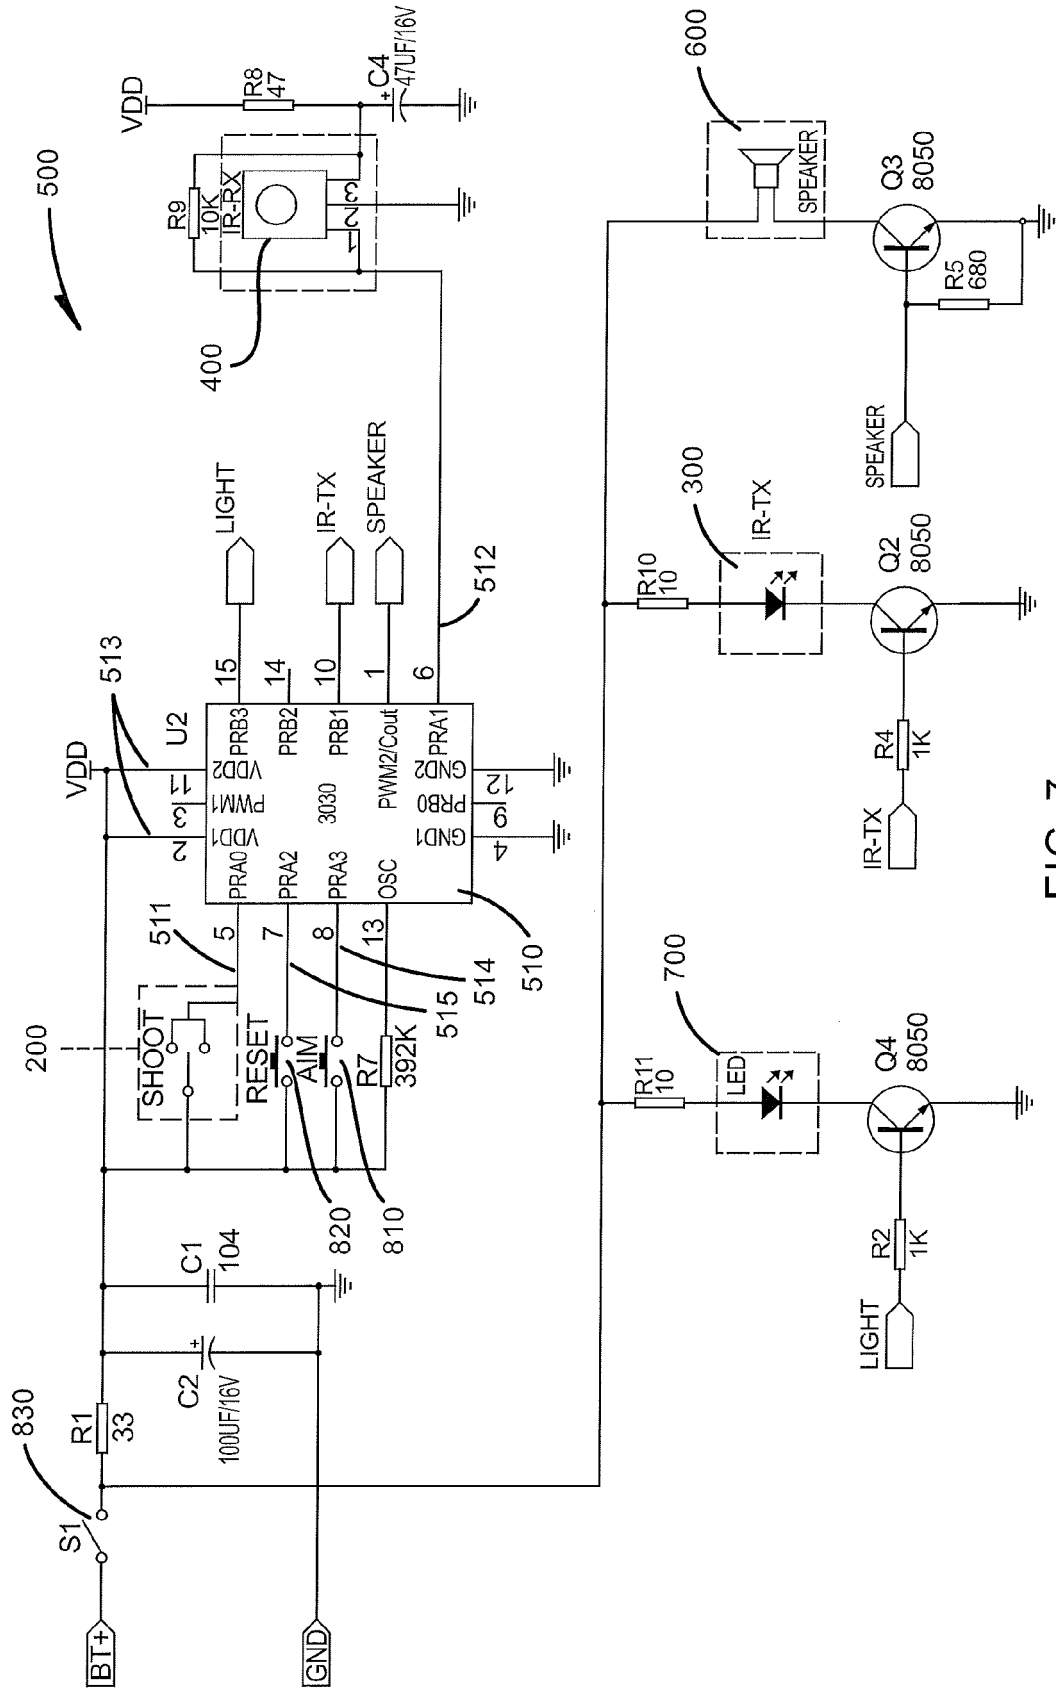 500
VDD
R8
47
C4
+
47UF/16V
R9
10K
IR-RX
1
2
3
400
VDD
513
U2
LIGHT
IR-TX
SPEAKER
512
2
3
11
VDD1
PWM1
VDD2
PRA0
PRA2
PRA3
OSC
3030
PRB3
PRB2
PRB1
PWM2/Cout
PRA1
GND1
PRB0
GND2
15
14
10
1
6
4
9
12
5
7
8
13
511
515
514
510
200
SHOOT
RESET
AIM
R7
392K
820
810
830
S1
BT+
GND
R1
33
C2
+
100UF/16V
C1
104
600
SPEAKER
Q3
8050
R5
680
SPEAKER
300
IR-TX
R10
10
Q2
8050
R4
1K
IR-TX
700
LED
R11
10
Q4
8050
R2
1K
LIGHT